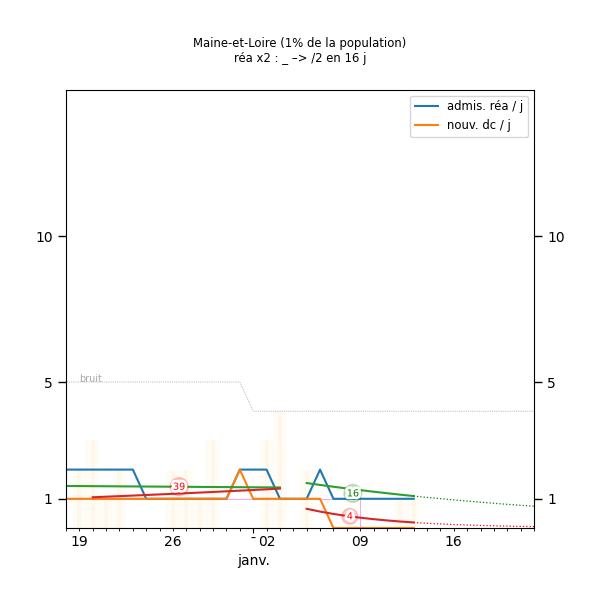 Maine-et-Loire (1% de la population)
réa x2 : _ –> /2 en 16 j
admis. réa / j
nouv. dc / j
10 10
5 5
bruit
39
16
1 1
4
19 26 02 09 16
janv.